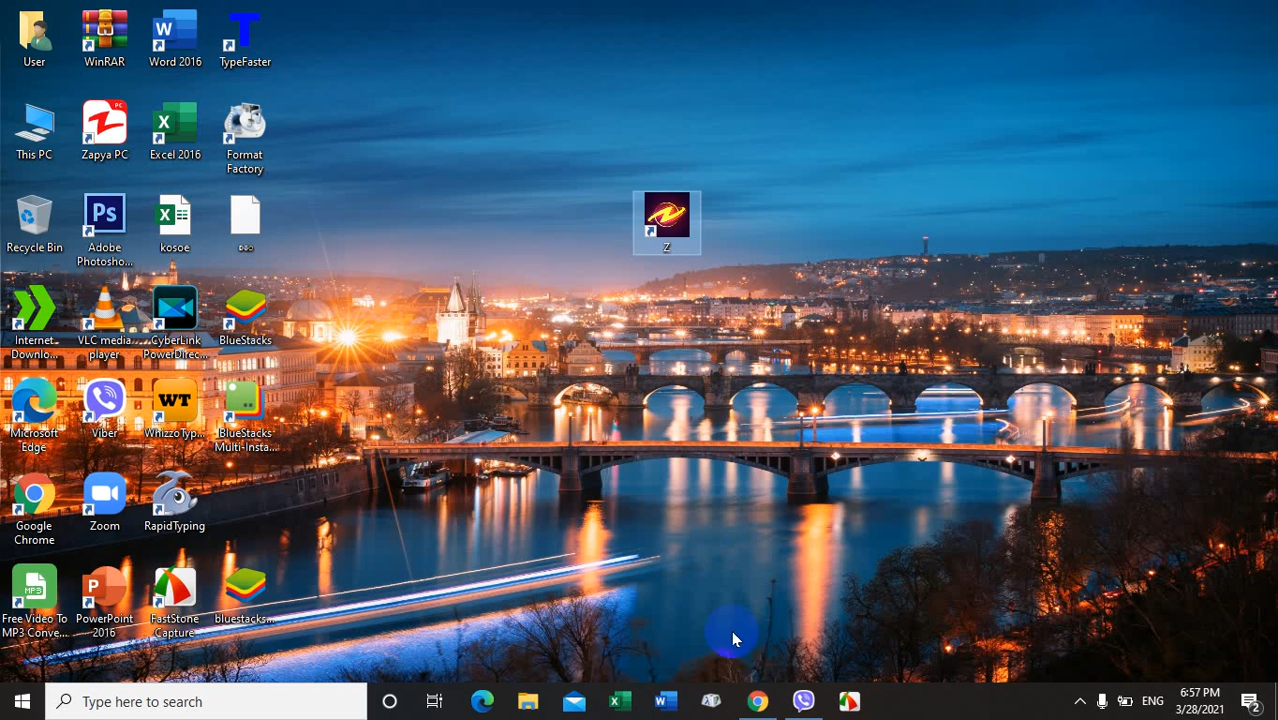 User
WinRAR
Word 2016
TypeFaster
This PC
Zapya PC
Excel 2016
Format
Factory
Recycle Bin
Adobe
Photosho...
kosoe
Z
Internet
Downlo...
VLC media
player
CyberLink
PowerDirec...
BlueStacks
Microsoft
Edge
Viber
WhizzoTyp...
BlueStacks
Multi-Insta...
Google
Chrome
Zoom
RapidTyping
Free Video To
MP3 Conve...
PowerPoint
2016
FastStone
Capture
bluestacks...
Type here to search
ENG
6:57 PM
3/28/2021
2